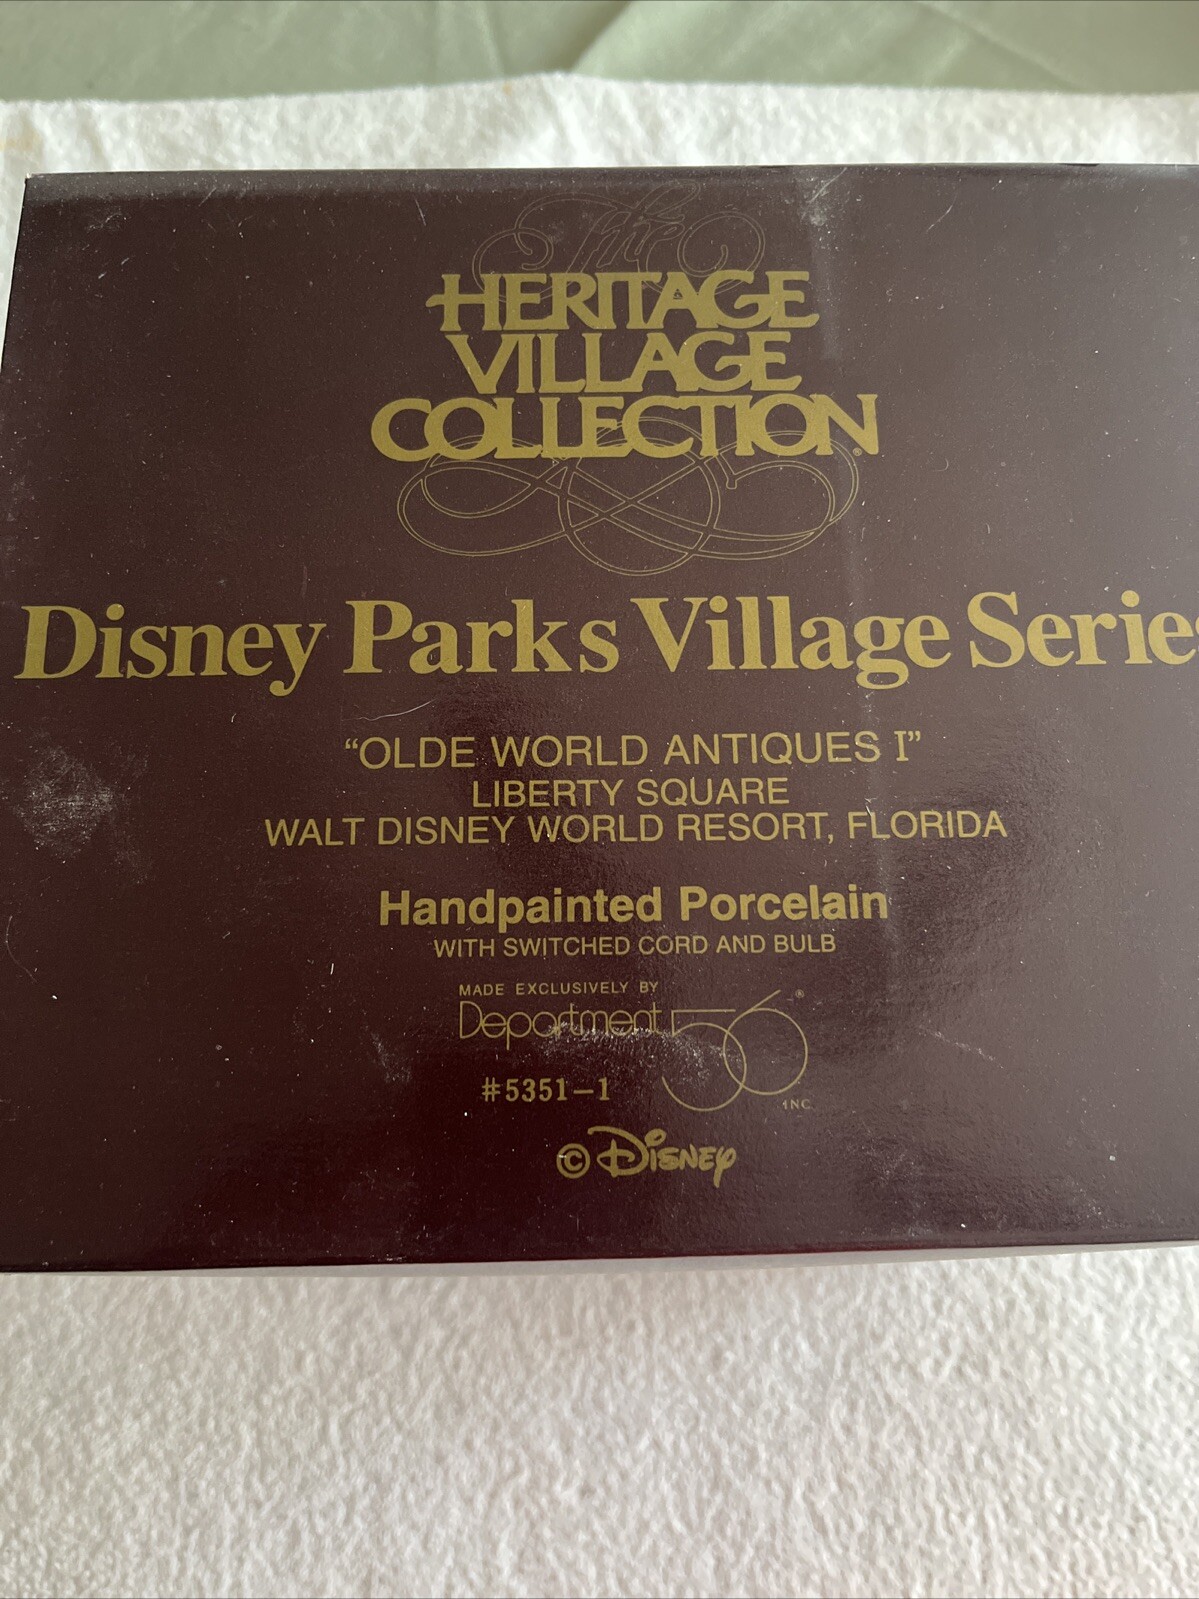 The
HERITAGE
VILLAGE
COLLECTION®
Disney Parks Village Series
"OLDE WORLD ANTIQUES I"
LIBERTY SQUARE
WALT DISNEY WORLD RESORT, FLORIDA
Handpainted Porcelain
WITH SWITCHED CORD AND BULB
MADE EXCLUSIVELY BY
Department 56® INC.
#5351-1
© Disney